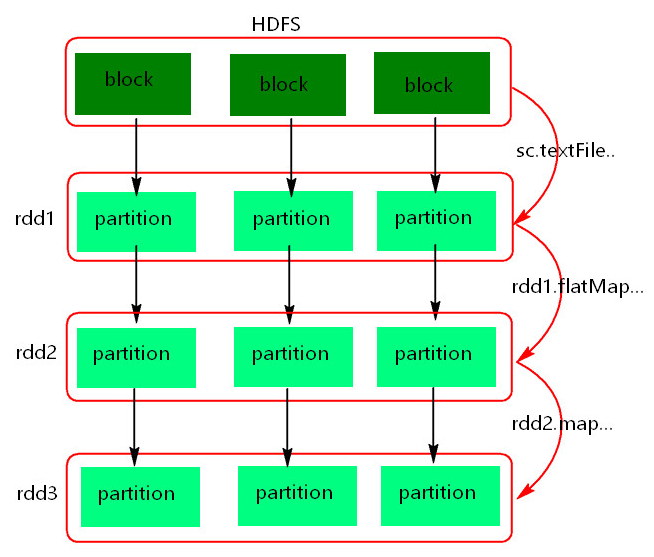 HDFS
block
block
block
sc.textFile..
rdd1
partition
partition
partition
rdd1.flatMap...
rdd2
partition
partition
partition
rdd2.map...
rdd3
partition
partition
partition